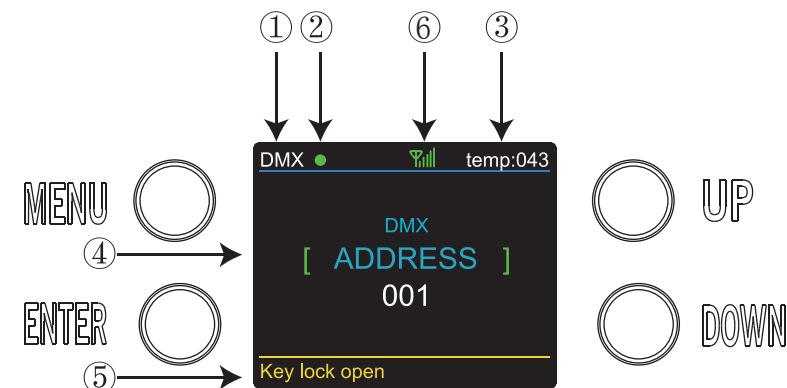 ① ② ⑥ ③
DMX temp:043
MENU UP
DMX
④ [ ADDRESS ]
001
ENTER DOWN
⑤ Key lock open